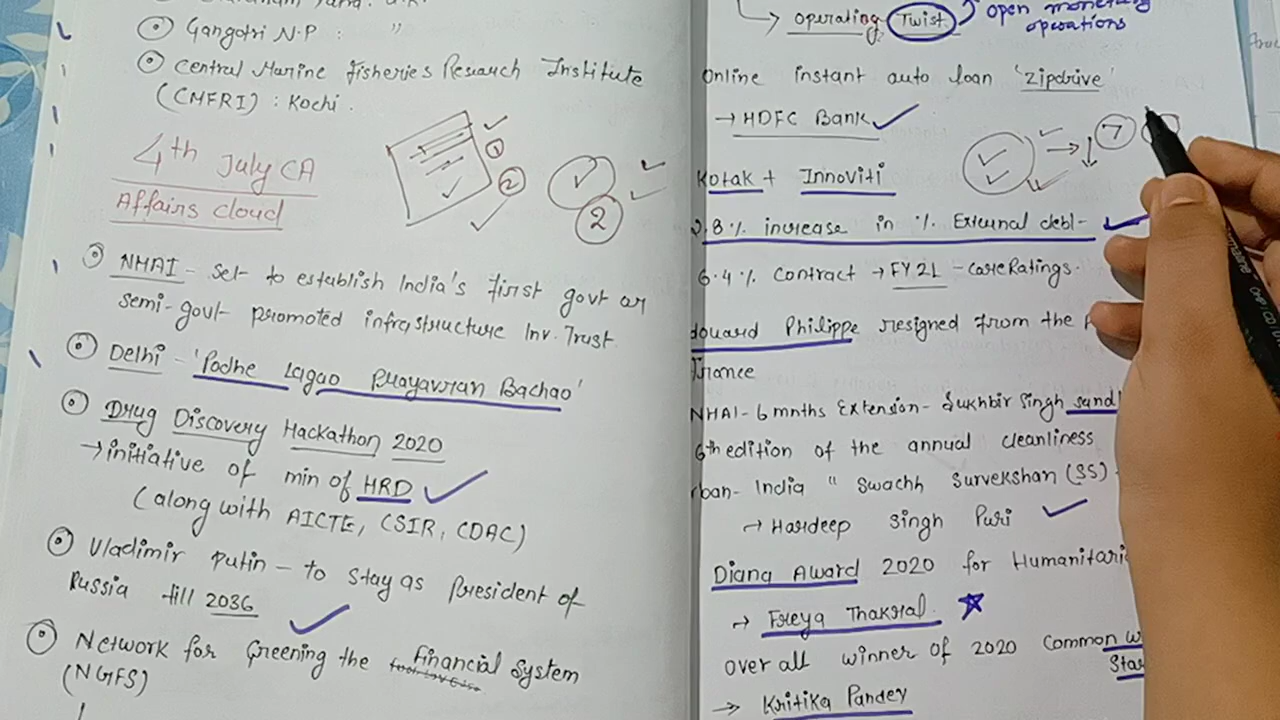 Gangotri N.P : "
Central Marine Fisheries Research Institute
(CMFRI) : Kochi.
4th July CA
Affairs cloud
①
②
2
NHAI - Set to establish India's first govt or
semi-govt promoted infrastructure Inv. Trust
Delhi - 'Podhe Lagao Paryavran Bachao'
Drug Discovery Hackathon 2020
→ initiative of min of HRD
(along with AICTE, CSIR, CDAC)
Vladimir Putin - to stay as President of
Russia till 2036
Network for Greening the Financial System
(NGFS)
↳ Operating Twist
open monetary
operations
Online instant auto loan 'Zipdrive'
→ HDFC Bank
7
Kotak + Innoviti
2.8% increase in % External debt-
6.4% Contract → FY21 - CareRatings.
douard Philippe resigned from the
France
NHAI - 6 mnths Extension - Sukhbir Singh Sand
6th edition of the annual cleanliness
rban- India " Swachh Survekshan (SS)
→ Hardeep Singh Puri
Diana Award 2020 for Humanitari
→ Freya Thakral
over all winner of 2020 Common w
Star
→ Kritika Pandey